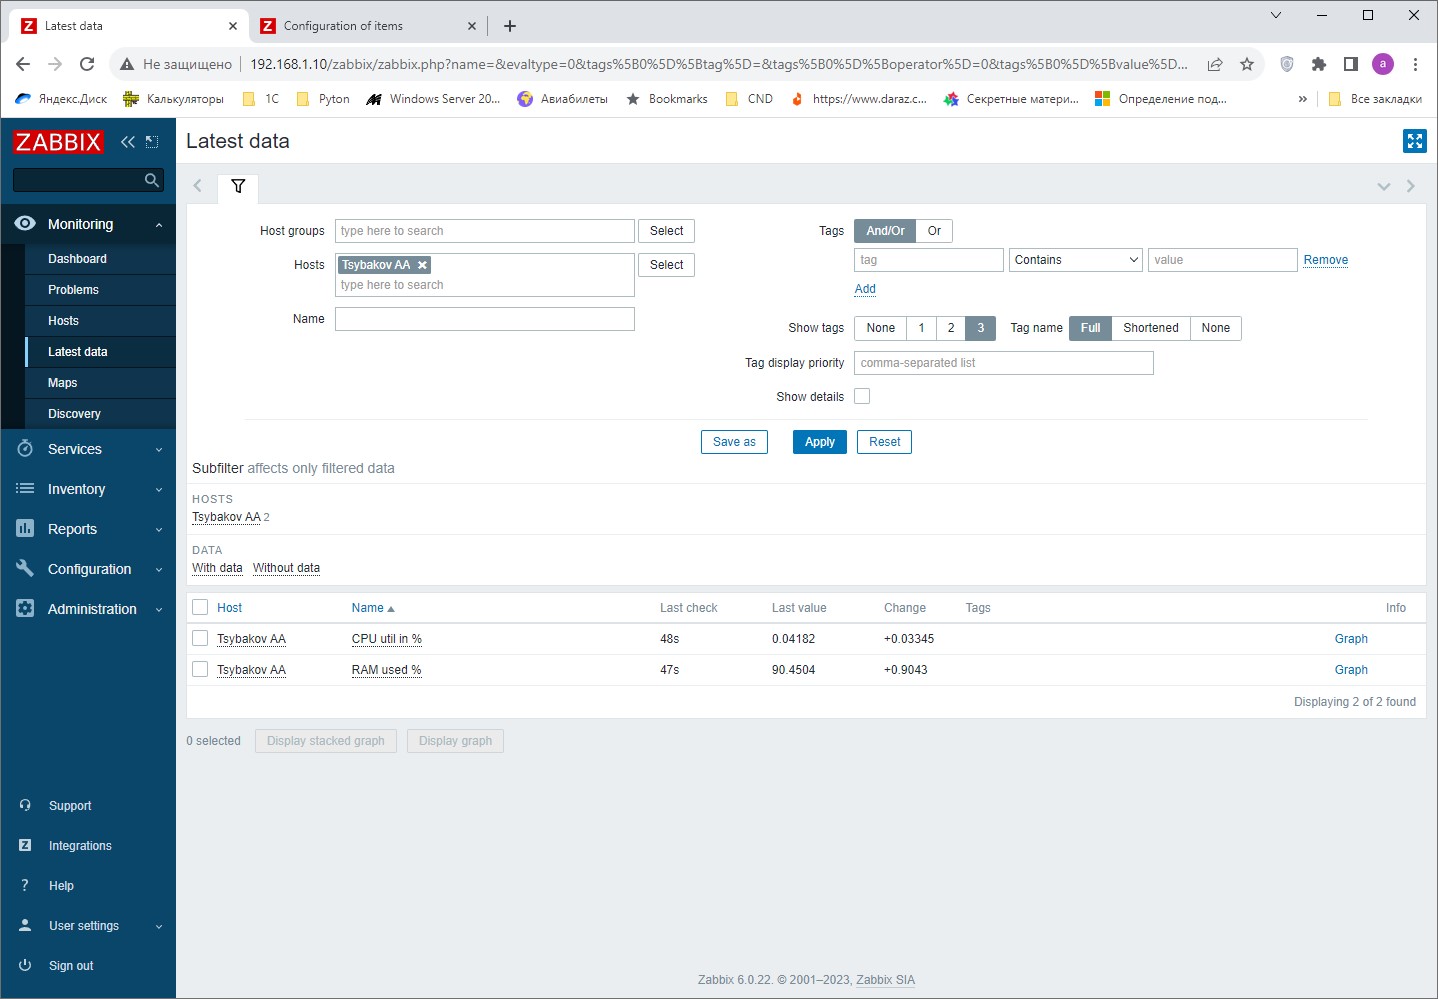 Latest data
Configuration of items
Не защищено
192.168.1.10/zabbix/zabbix.php?name=&evaltype=0&tags%5B0%5D%5Btag%5D=&tags%5B0%5D%5Boperator%5D=0&tags%5B0%5D%5Bvalue%5D...
a
Яндекс.Диск
Калькуляторы
1С
Pyton
Windows Server 20...
Авиабилеты
Bookmarks
CND
https://www.daraz.c...
Секретные матери...
Определение под...
»
Все закладки
ZABBIX
Latest data
Monitoring
Dashboard
Problems
Hosts
Latest data
Maps
Discovery
Services
Inventory
Reports
Configuration
Administration
Support
Integrations
Help
User settings
Sign out
Host groups type here to search Select
Hosts Tsybakov AA Select
type here to search
Name
Tags And/Or Or
tag Contains value Remove
Add
Show tags None 1 2 3 Tag name Full Shortened None
Tag display priority comma-separated list
Show details
Save as Apply Reset
Subfilter affects only filtered data
HOSTS
Tsybakov AA 2
DATA
With data Without data
Host Name Last check Last value Change Tags Info
Tsybakov AA CPU util in % 48s 0.04182 +0.03345 Graph
Tsybakov AA RAM used % 47s 90.4504 +0.9043 Graph
Displaying 2 of 2 found
0 selected Display stacked graph Display graph
Zabbix 6.0.22. © 2001–2023, Zabbix SIA